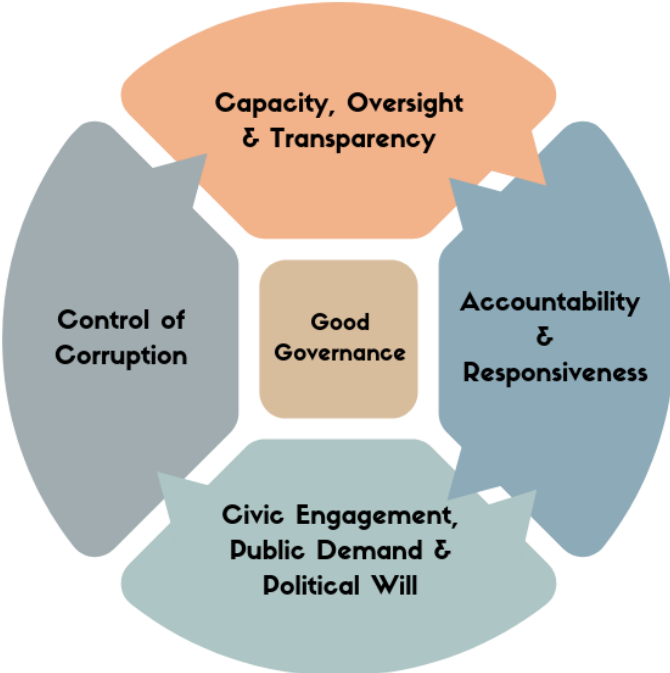 Capacity, Oversight
& Transparency
Control of
Corruption
Good
Governance
Accountability
&
Responsiveness
Civic Engagement,
Public Demand &
Political Will